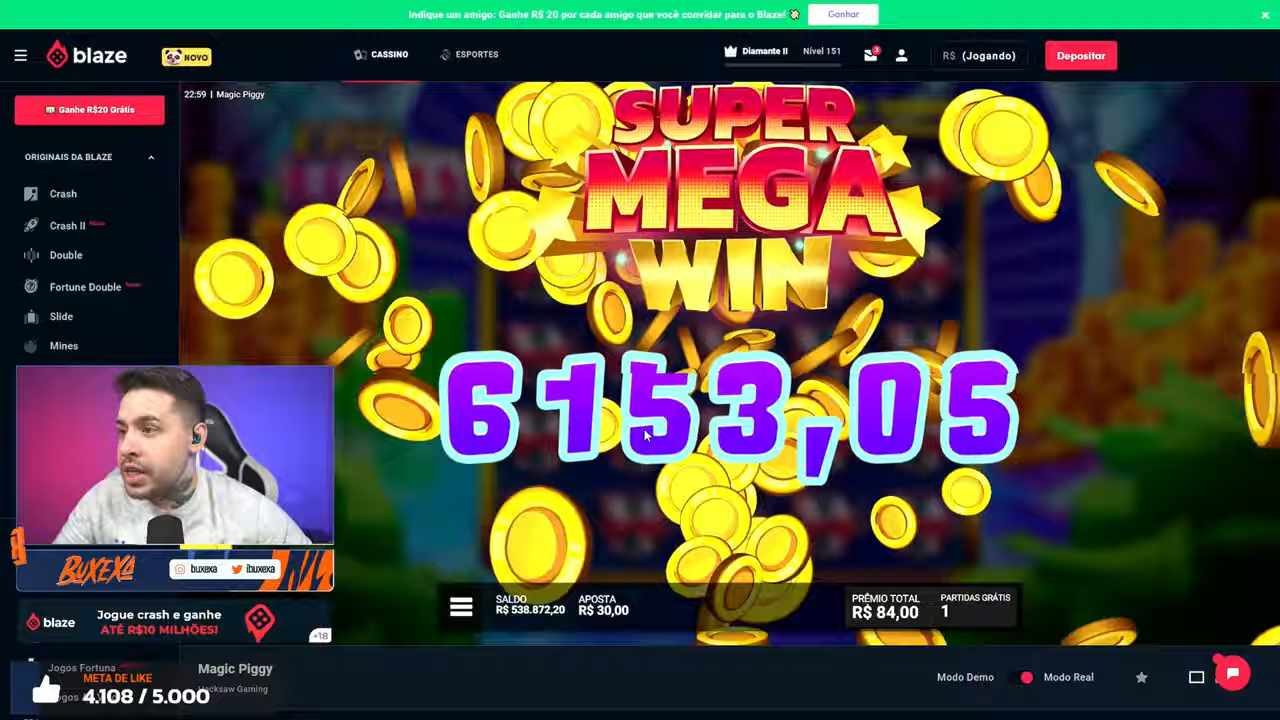 Indique um amigo: Ganhe R$ 20 por cada amigo que você convidar para o Blaze!
Ganhar
blaze
NOVO
CASSINO
ESPORTES
Diamante II
Nível 151
3
R$ (Jogando)
Depositar
Ganhe R$20 Grátis
22:59 | Magic Piggy
ORIGINAIS DA BLAZE
Crash
Crash II
Double
Fortune Double
Slide
Mines
SUPER
MEGA
WIN
6153,05
BUXEXA
buxexa
ibuxexa
blaze
Jogue crash e ganhe
ATÉ R$10 MILHÕES!
+18
SALDO
R$ 538.872,20
APOSTA
R$ 30,00
PRÊMIO TOTAL
R$ 84,00
PARTIDAS GRÁTIS
1
Jogos Fortuna
META DE LIKE
4.108 / 5.000
Magic Piggy
Hacksaw Gaming
Modo Demo
Modo Real